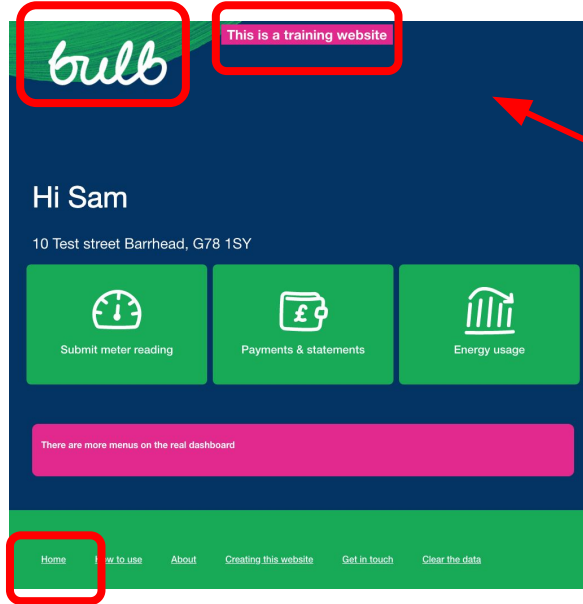 bulb
This is a training website
Hi Sam
10 Test street Barrhead, G78 1SY
Submit meter reading
Payments & statements
Energy usage
There are more menus on the real dashboard
Home How to use About Creating this website Get in touch Clear the data